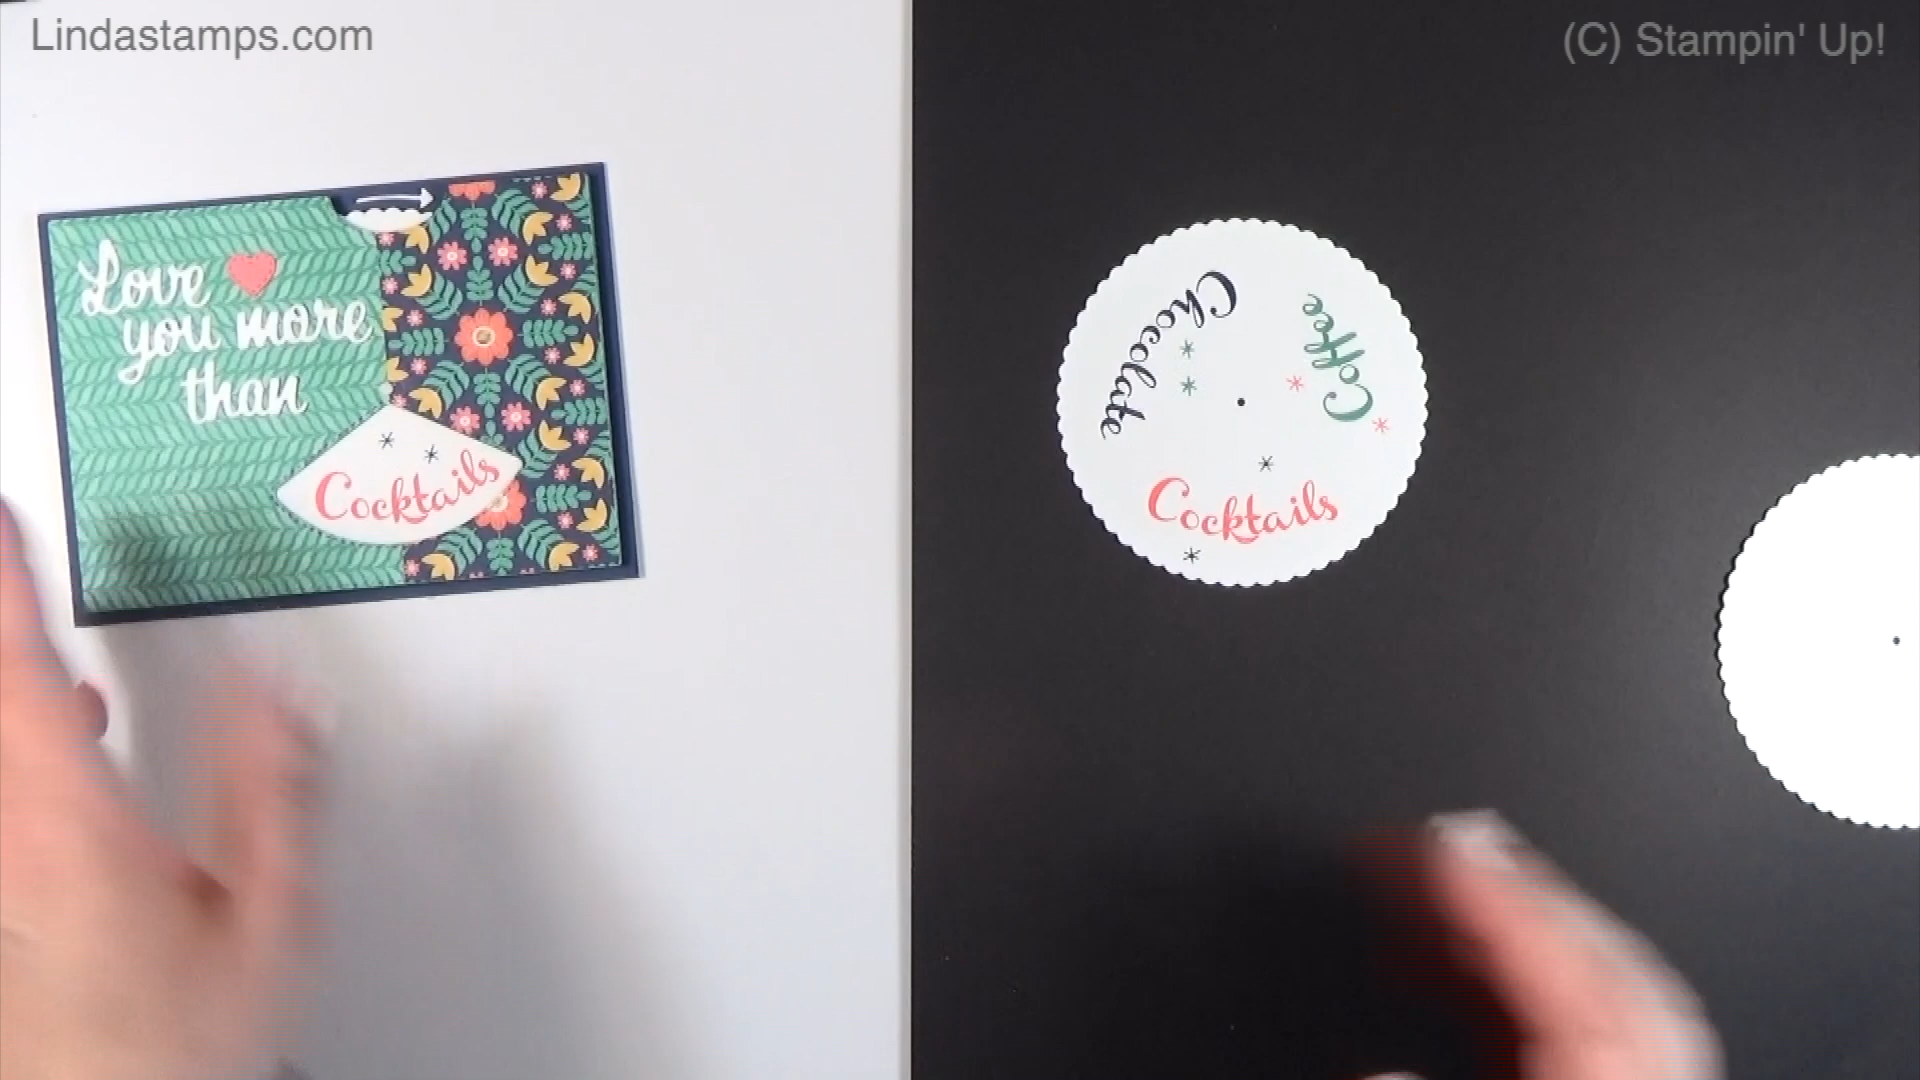 Lindastamps.com
(C) Stampin' Up!
Love
you more
than
Cocktails
Chocolate
Coffee
Cocktails